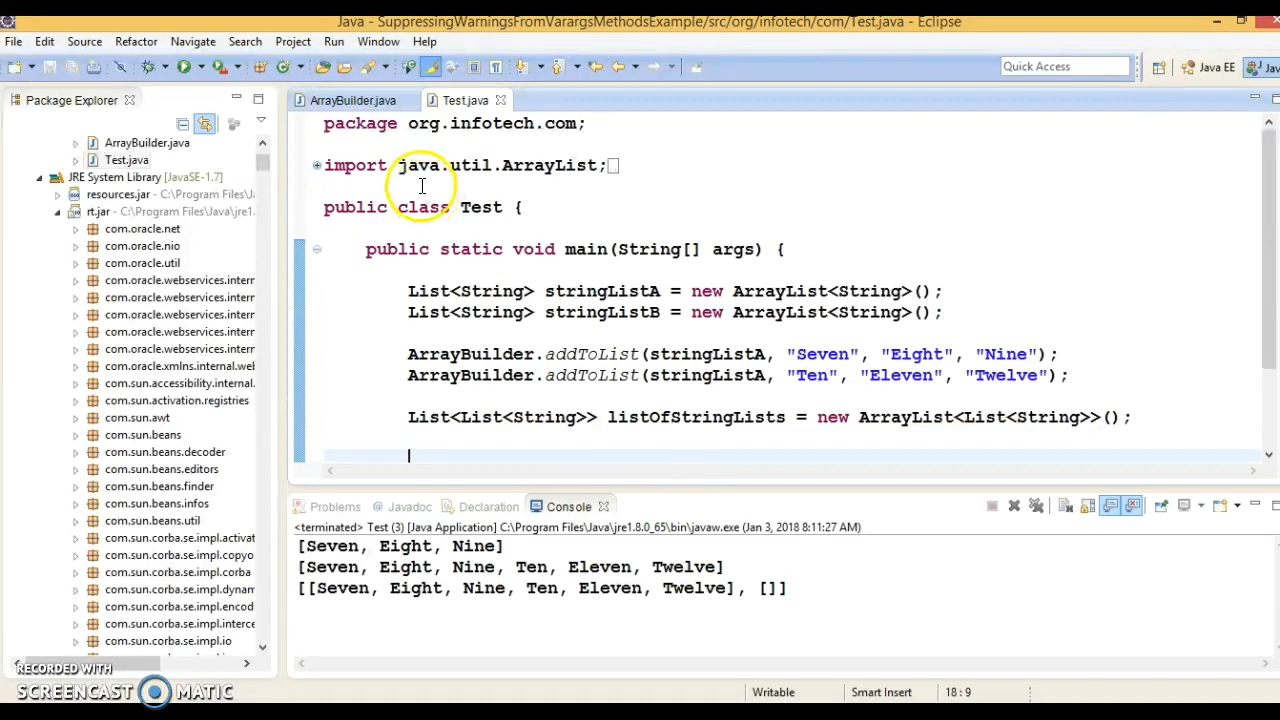 Java - SuppressingWarningsFromVarargsMethodsExample/src/org/infotech/com/Test.java - Eclipse
File Edit Source Refactor Navigate Search Project Run Window Help
Quick Access
Java EE
Jav
Package Explorer
ArrayBuilder.java
Test.java
JRE System Library [JavaSE-1.7]
resources.jar - C:\Program Files\Java\
rt.jar - C:\Program Files\Java\jre1.
com.oracle.net
com.oracle.nio
com.oracle.util
com.oracle.webservices.intern
com.oracle.webservices.intern
com.oracle.webservices.intern
com.oracle.webservices.intern
com.oracle.webservices.intern
com.oracle.xmlns.internal.web
com.sun.accessibility.internal.
com.sun.activation.registries
com.sun.awt
com.sun.beans
com.sun.beans.decoder
com.sun.beans.editors
com.sun.beans.finder
com.sun.beans.infos
com.sun.beans.util
com.sun.corba.se.impl.activat
com.sun.corba.se.impl.copyo
com.sun.corba.se.impl.corba
com.sun.corba.se.impl.dynam
com.sun.corba.se.impl.encod
com.sun.corba.se.impl.interce
com.sun.corba.se.impl.io
ArrayBuilder.java Test.java
package org.infotech.com;
import java.util.ArrayList;
public class Test {
public static void main(String[] args) {
List<String> stringListA = new ArrayList<String>();
List<String> stringListB = new ArrayList<String>();
ArrayBuilder.addToList(stringListA, "Seven", "Eight", "Nine");
ArrayBuilder.addToList(stringListA, "Ten", "Eleven", "Twelve");
List<List<String>> listOfStringLists = new ArrayList<List<String>>();
Problems Javadoc Declaration Console
<terminated> Test (3) [Java Application] C:\Program Files\Java\jre1.8.0_65\bin\javaw.exe (Jan 3, 2018 8:11:27 AM)
[Seven, Eight, Nine]
[Seven, Eight, Nine, Ten, Eleven, Twelve]
[[Seven, Eight, Nine, Ten, Eleven, Twelve], []]
Writable Smart Insert 18 : 9
RECORDED WITH
SCREENCAST MATIC